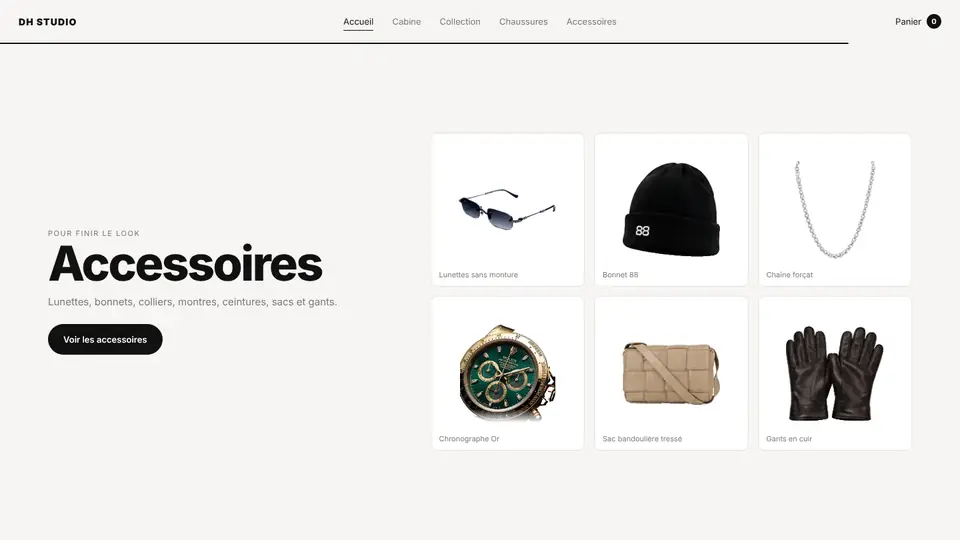 DH STUDIO
Accueil Cabine Collection Chaussures Accessoires
Panier 0
POUR FINIR LE LOOK
Accessoires
Lunettes, bonnets, colliers, montres, ceintures, sacs et gants.
Voir les accessoires
88
Lunettes sans monture
Bonnet 88
Chaîne forçat
Chronographe Or
Sac bandoulière tressé
Gants en cuir